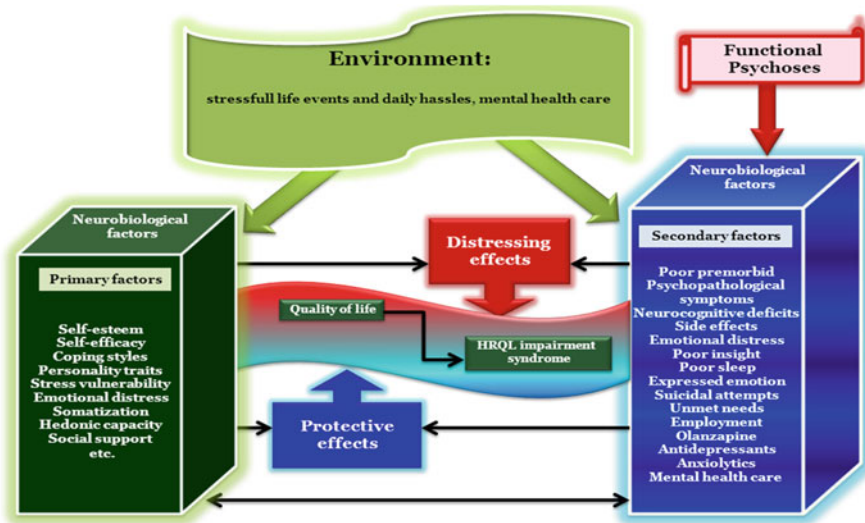 Environment:
stressfull life events and daily hassles, mental health care
Functional
Psychoses
Neurobiological
factors
Primary factors
Self-esteem
Self-efficacy
Coping styles
Personality traits
Stress vulnerability
Emotional distress
Somatization
Hedonic capacity
Social support
etc.
Distressing
effects
Quality of life
HRQL impairment
syndrome
Protective
effects
Neurobiological
factors
Secondary factors
Poor premorbid
Psychopathological
symptoms
Neurocognitive deficits
Side effects
Emotional distress
Poor insight
Poor sleep
Expressed emotion
Suicidal attempts
Unmet needs
Employment
Olanzapine
Antidepressants
Anxiolytics
Mental health care